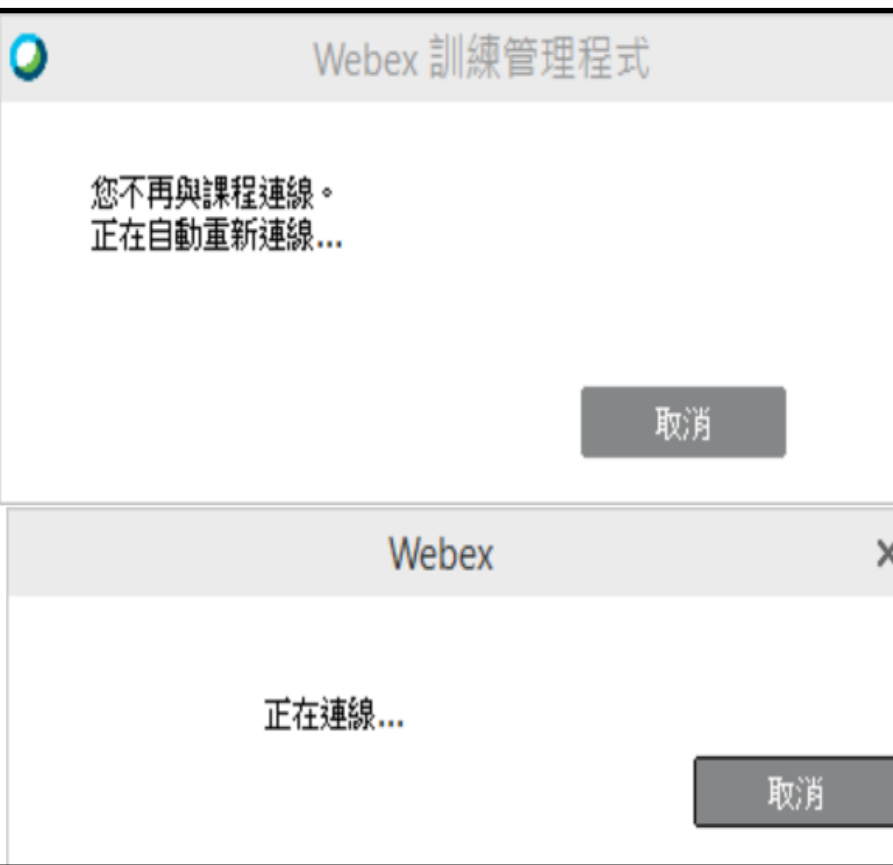 Webex 訓練管理程式
您不再與課程連線。
正在自動重新連線...
取消
Webex
正在連線...
取消